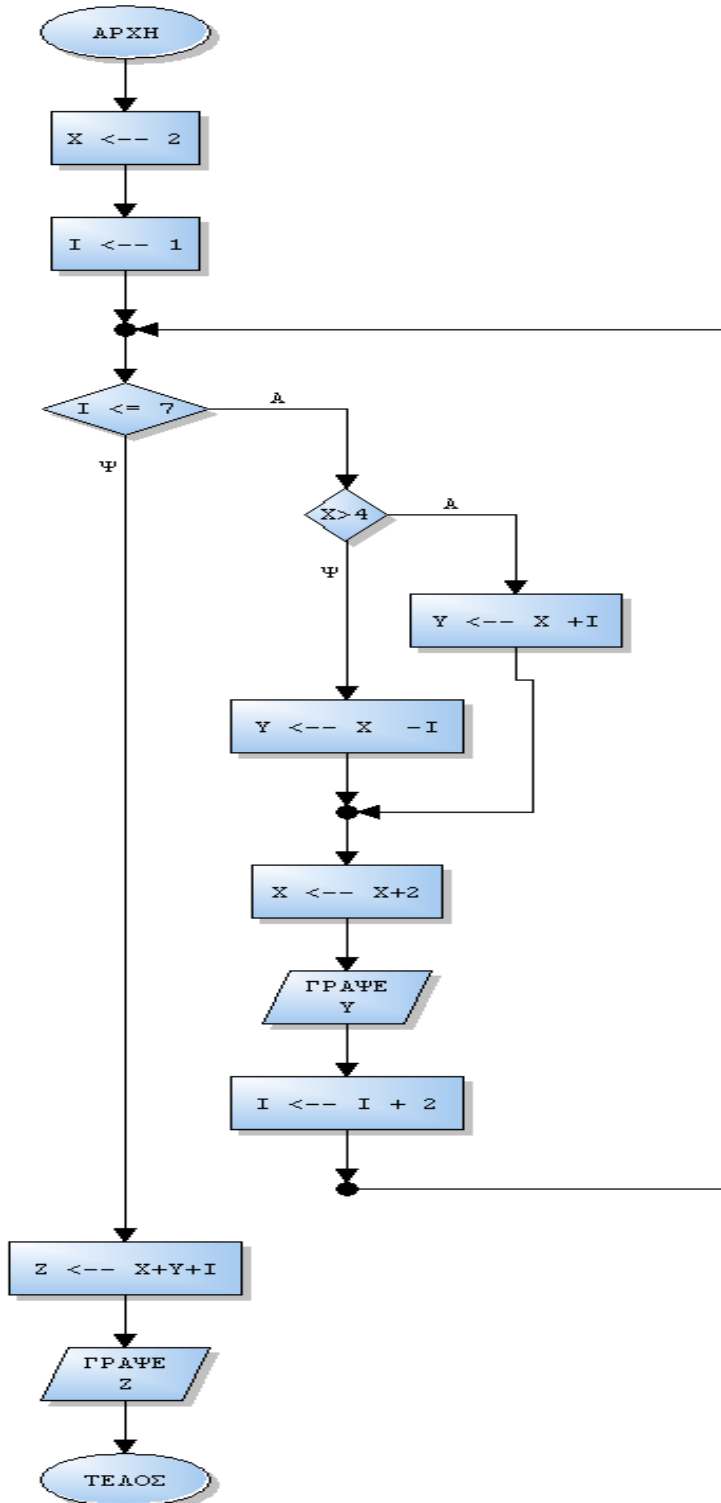 ΑΡΧΗ
X <-- 2
I <-- 1
I <= 7
Α
Ψ
X>4
Α
Ψ
Y <-- X +I
Y <-- X -I
X <-- X+2
ΓΡΑΨΕ
Y
I <-- I + 2
Z <-- X+Y+I
ΓΡΑΨΕ
Z
ΤΕΛΟΣ